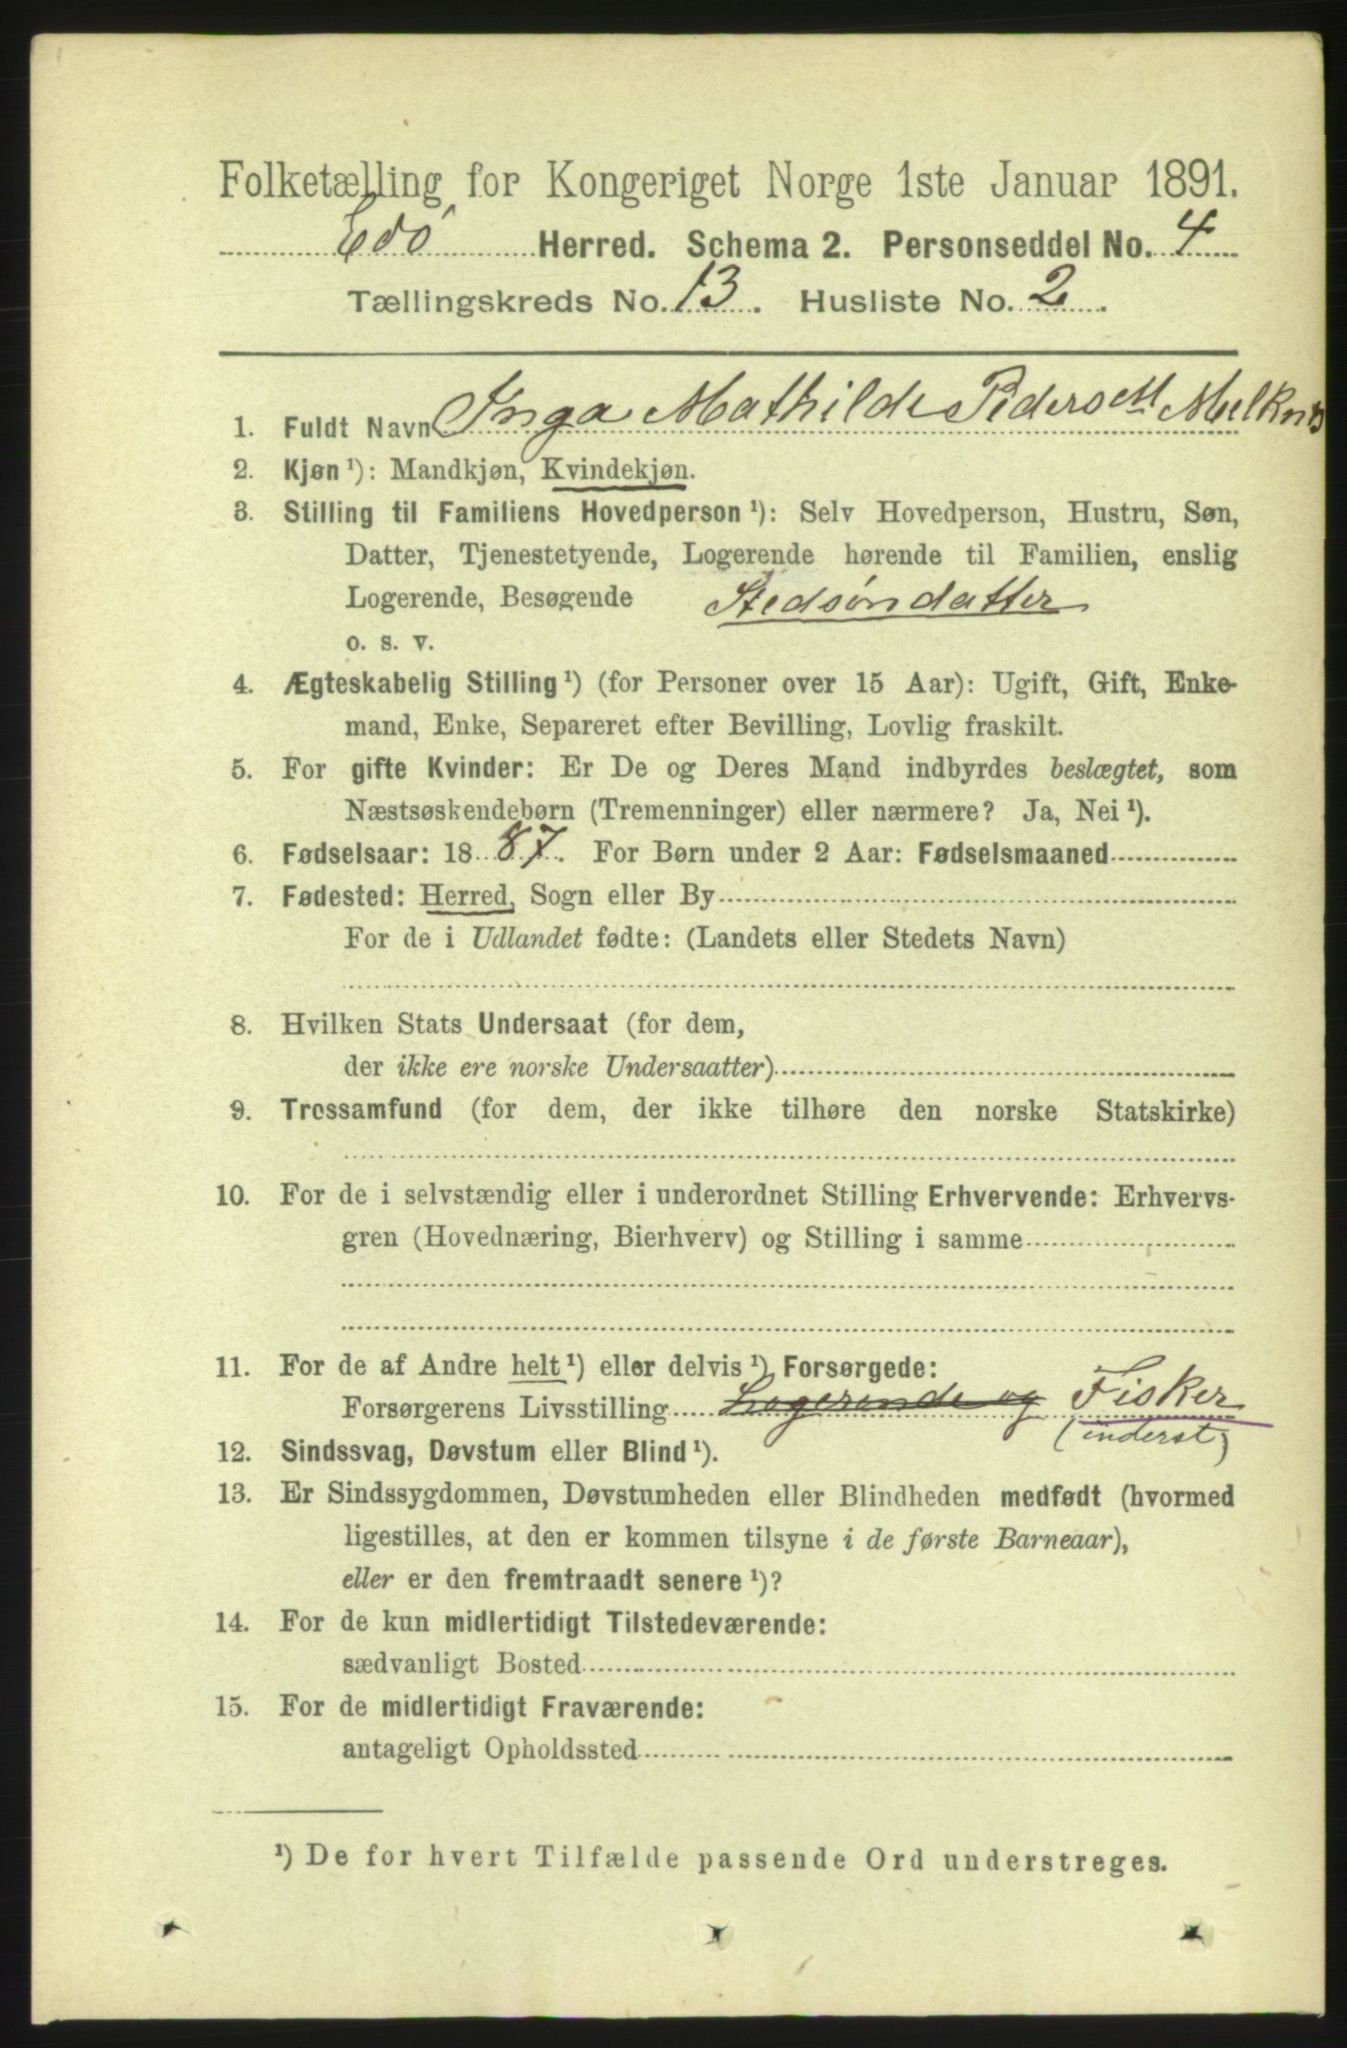 Folketælling for Kongeriget Norge 1ste Januar 1891.
Edö Herred. Schema 2. Personseddel No. 4
Tællingskreds No. 13. Husliste No. 2.
1. Fuldt Navn Inga Mathilde Peders
2. Kjøn ¹): Mandkjøn, Kvindekjøn.
3. Stilling til Familiens Hovedperson ¹): Selv Hovedperson, Hustru, Søn,
Datter, Tjenestetyende, Logerende hørende til Familien, enslig
Logerende, Besøgende Stedsøndatter
o. s. v.
4. Ægteskabelig Stilling ¹) (for Personer over 15 Aar): Ugift, Gift, Enke-
mand, Enke, Separeret efter Bevilling, Lovlig fraskilt.
5. For gifte Kvinder: Er De og Deres Mand indbyrdes beslægtet, som
Næstsøskendebørn (Tremenninger) eller nærmere? Ja, Nei ¹).
6. Fødselsaar: 1887. For Børn under 2 Aar: Fødselsmaaned
7. Fødested: Herred, Sogn eller By
For de i Udlandet fødte: (Landets eller Stedets Navn)
8. Hvilken Stats Undersaat (for dem,
der ikke ere norske Undersaatter)
9. Trossamfund (for dem, der ikke tilhøre den norske Statskirke)
10. For de i selvstændig eller i underordnet Stilling Erhvervende: Erhvervs-
gren (Hovednæring, Bierhverv) og Stilling i samme
11. For de af Andre helt ¹) eller delvis ¹) Forsørgede:
Forsørgerens Livsstilling Logerende og Fisker
(inderst)
12. Sindssvag, Døvstum eller Blind ¹).
13. Er Sindssygdommen, Døvstumheden eller Blindheden medfødt (hvormed
ligestilles, at den er kommen tilsyne i de første Barneaar),
eller er den fremtraadt senere ¹)?
14. For de kun midlertidigt Tilstedeværende:
sædvanligt Bosted
15. For de midlertidigt Fraværende:
antageligt Opholdssted
¹) De for hvert Tilfælde passende Ord understreges.